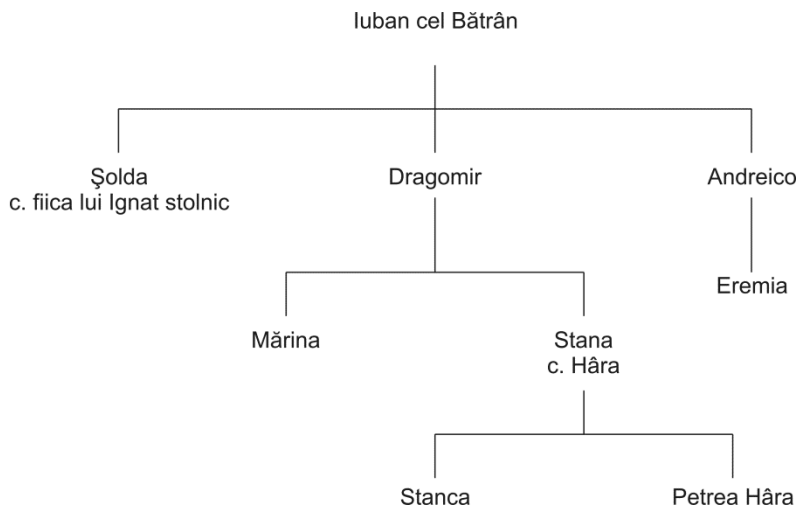 Iuban cel Bătrân
Şolda
c. fiica lui Ignat stolnic
Dragomir
Andreico
Eremia
Mărina
Stana
c. Hâra
Stanca
Petrea Hâra